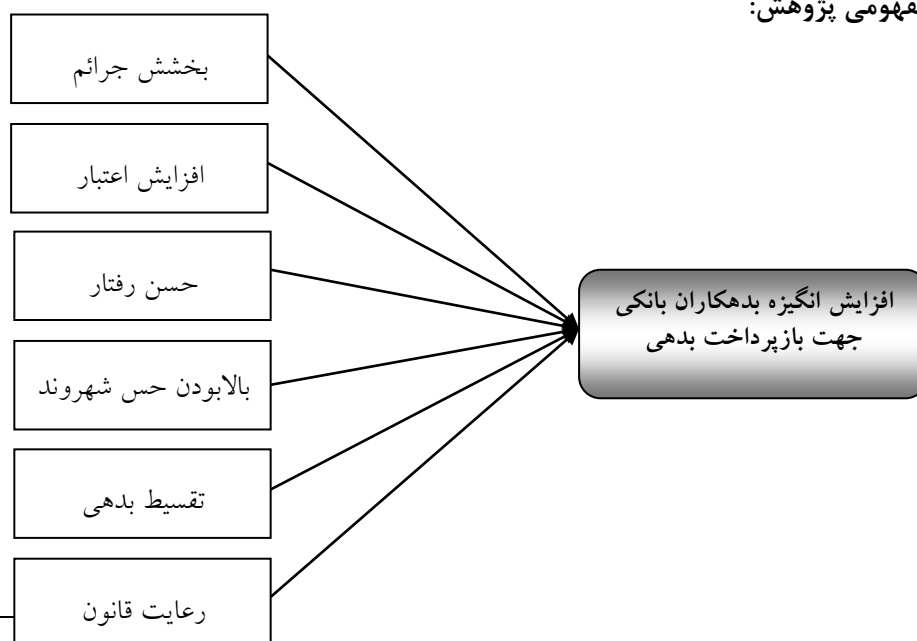 فهومی پژوهش:
بخشش جرائم
افزایش اعتبار
حسن رفتار
بالابودن حس شهروند
تقسیط بدهی
رعایت قانون
افزایش انگیزه بدهکاران بانکی
جهت بازپرداخت بدهی